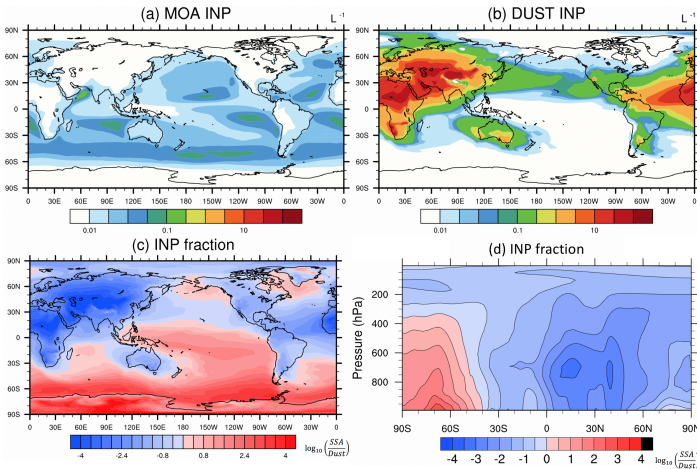 (a) MOA INP
L⁻¹
90N
60N
30N
0
30S
60S
90S
0 30E 60E 90E 120E 150E 180 150W 120W 90W 60W 30W 0
0.01 0.1 1 10
(b) DUST INP
L⁻¹
90N
60N
30N
0
30S
60S
90S
0 30E 60E 90E 120E 150E 180 150W 120W 90W 60W 30W 0
0.01 0.1 1 10
(c) INP fraction
90N
60N
30N
0
30S
60S
90S
0 30E 60E 90E 120E 150E 180 150W 120W 90W 60W 30W 0
-4 -2.4 -0.8 0.8 2.4 4
log₁₀(SSA/Dust)
(d) INP fraction
Pressure (hPa)
200
400
600
800
90S 60S 30S 0 30N 60N 90N
-4 -3 -2 -1 0 1 2 3 4
log₁₀(SSA/Dust)